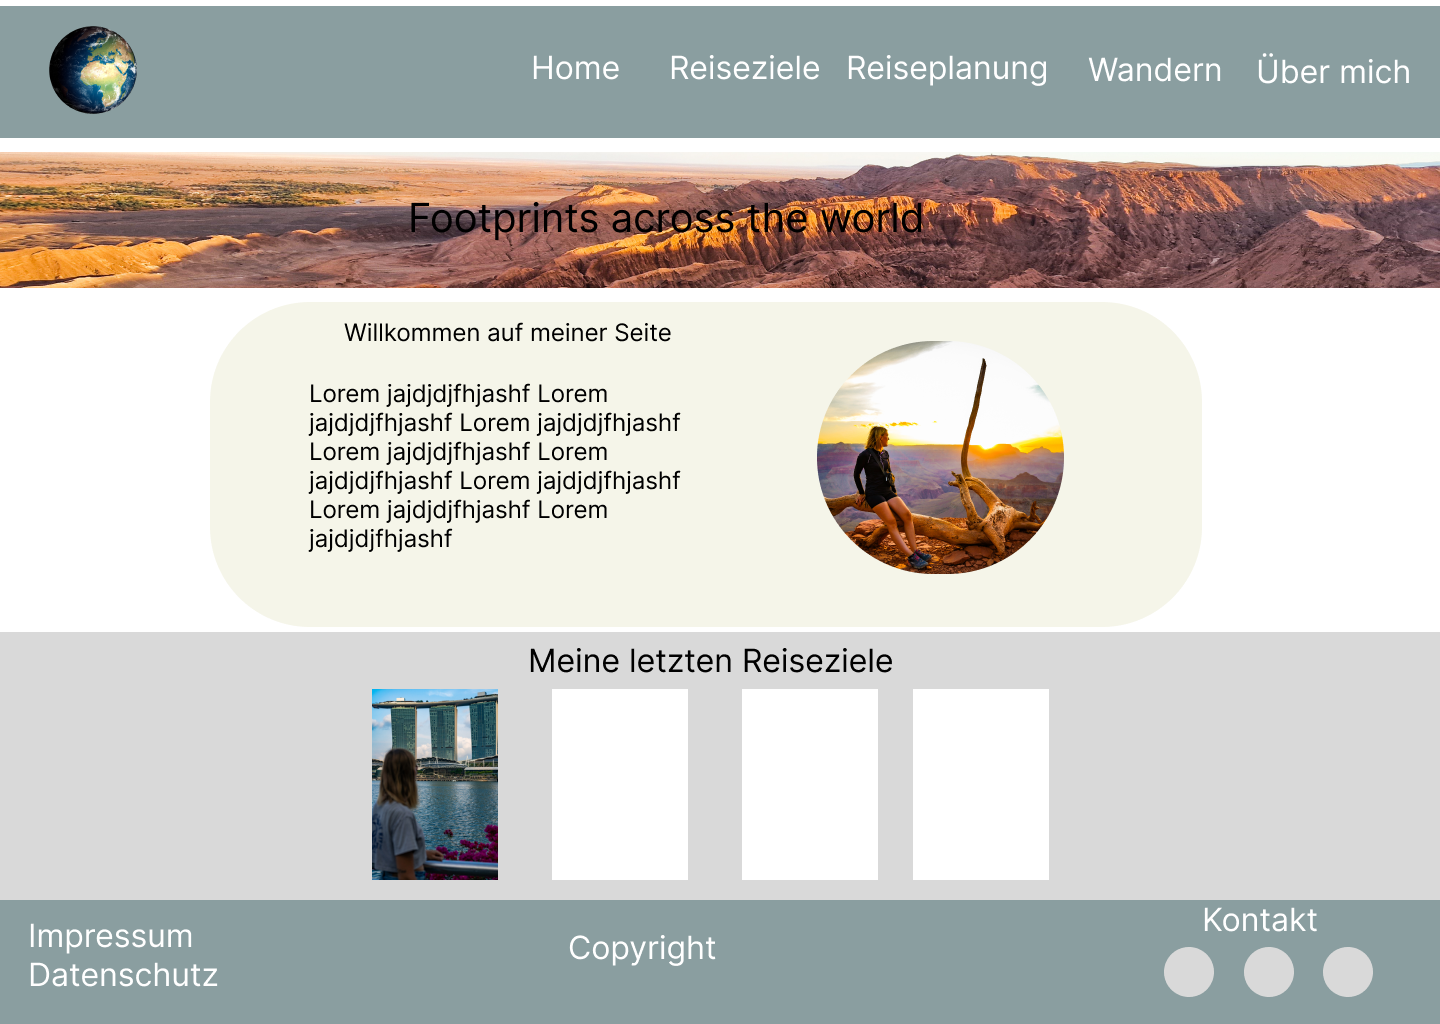 Home Reiseziele Reiseplanung Wandern Über mich
Footprints across the world
Willkommen auf meiner Seite
Lorem jajdjdjfhjashf Lorem
jajdjdjfhjashf Lorem jajdjdjfhjashf
Lorem jajdjdjfhjashf Lorem
jajdjdjfhjashf Lorem jajdjdjfhjashf
Lorem jajdjdjfhjashf Lorem
jajdjdjfhjashf
Meine letzten Reiseziele
Impressum
Datenschutz
Copyright
Kontakt